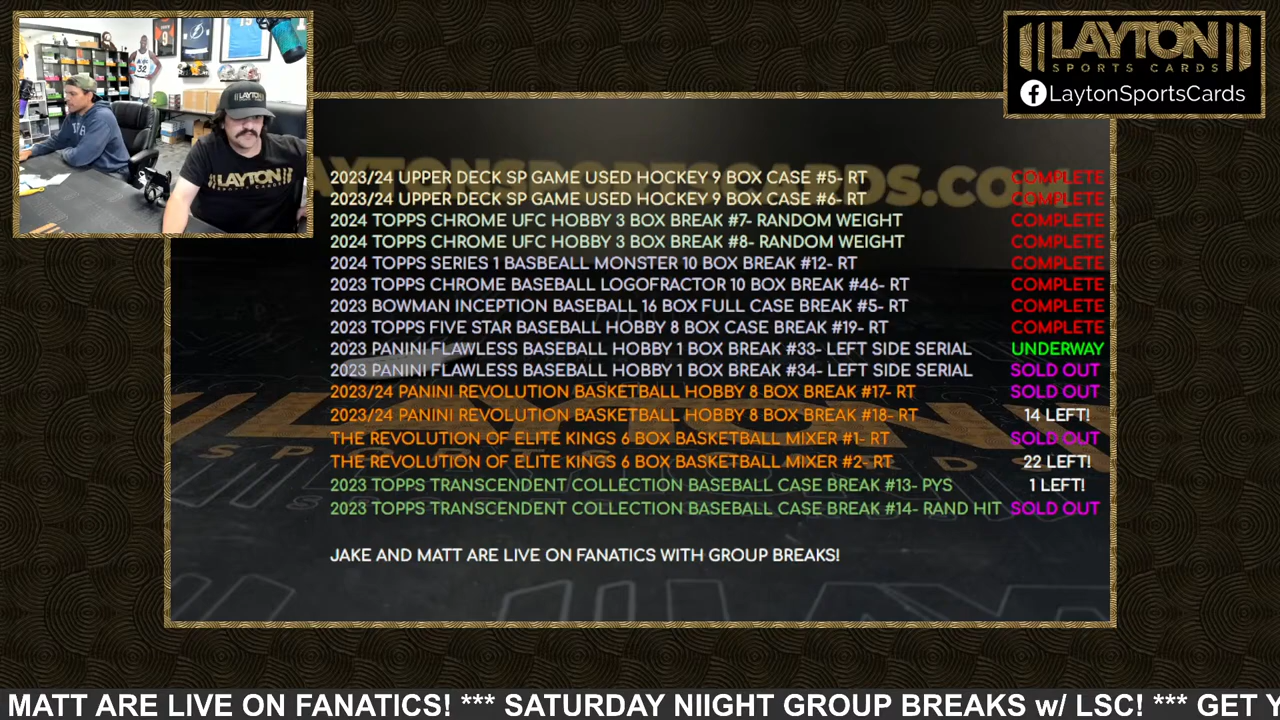 LAYTON
SPORTS CARDS
LaytonSportsCards
2023/24 UPPER DECK SP GAME USED HOCKEY 9 BOX CASE #5- RT COMPLETE
2023/24 UPPER DECK SP GAME USED HOCKEY 9 BOX CASE #6- RT COMPLETE
2024 TOPPS CHROME UFC HOBBY 3 BOX BREAK #7- RANDOM WEIGHT COMPLETE
2024 TOPPS CHROME UFC HOBBY 3 BOX BREAK #8- RANDOM WEIGHT COMPLETE
2024 TOPPS SERIES 1 BASBEALL MONSTER 10 BOX BREAK #12- RT COMPLETE
2023 TOPPS CHROME BASEBALL LOGOFRACTOR 10 BOX BREAK #46- RT COMPLETE
2023 BOWMAN INCEPTION BASEBALL 16 BOX FULL CASE BREAK #5- RT COMPLETE
2023 TOPPS FIVE STAR BASEBALL HOBBY 8 BOX CASE BREAK #19- RT COMPLETE
2023 PANINI FLAWLESS BASEBALL HOBBY 1 BOX BREAK #33- LEFT SIDE SERIAL UNDERWAY
2023 PANINI FLAWLESS BASEBALL HOBBY 1 BOX BREAK #34- LEFT SIDE SERIAL SOLD OUT
2023/24 PANINI REVOLUTION BASKETBALL HOBBY 8 BOX BREAK #17- RT SOLD OUT
2023/24 PANINI REVOLUTION BASKETBALL HOBBY 8 BOX BREAK #18- RT 14 LEFT!
THE REVOLUTION OF ELITE KINGS 6 BOX BASKETBALL MIXER #1- RT SOLD OUT
THE REVOLUTION OF ELITE KINGS 6 BOX BASKETBALL MIXER #2- RT 22 LEFT!
2023 TOPPS TRANSCENDENT COLLECTION BASEBALL CASE BREAK #13- PYS 1 LEFT!
2023 TOPPS TRANSCENDENT COLLECTION BASEBALL CASE BREAK #14- RAND HIT SOLD OUT
JAKE AND MATT ARE LIVE ON FANATICS WITH GROUP BREAKS!
MATT ARE LIVE ON FANATICS! *** SATURDAY NIIGHT GROUP BREAKS w/ LSC! *** GET